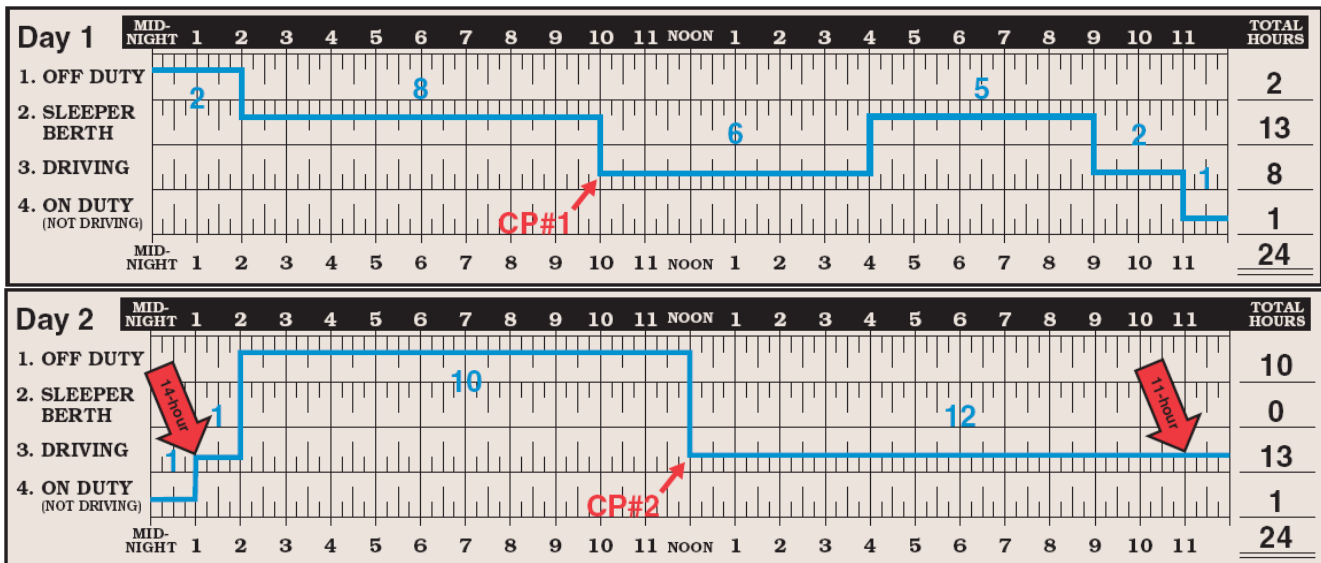 Day 1
MID-NIGHT 1 2 3 4 5 6 7 8 9 10 11 NOON 1 2 3 4 5 6 7 8 9 10 11 TOTAL HOURS
1. OFF DUTY 2 8 5 2
2. SLEEPER BERTH 6 2 13
3. DRIVING 1 8
4. ON DUTY (NOT DRIVING) CP#1 1
MID-NIGHT 1 2 3 4 5 6 7 8 9 10 11 NOON 1 2 3 4 5 6 7 8 9 10 11 24
Day 2
MID-NIGHT 1 2 3 4 5 6 7 8 9 10 11 NOON 1 2 3 4 5 6 7 8 9 10 11 TOTAL HOURS
1. OFF DUTY 10 10
2. SLEEPER BERTH 14-hour 1 12 11-hour 0
3. DRIVING 1 13
4. ON DUTY (NOT DRIVING) CP#2 1
MID-NIGHT 1 2 3 4 5 6 7 8 9 10 11 NOON 1 2 3 4 5 6 7 8 9 10 11 24